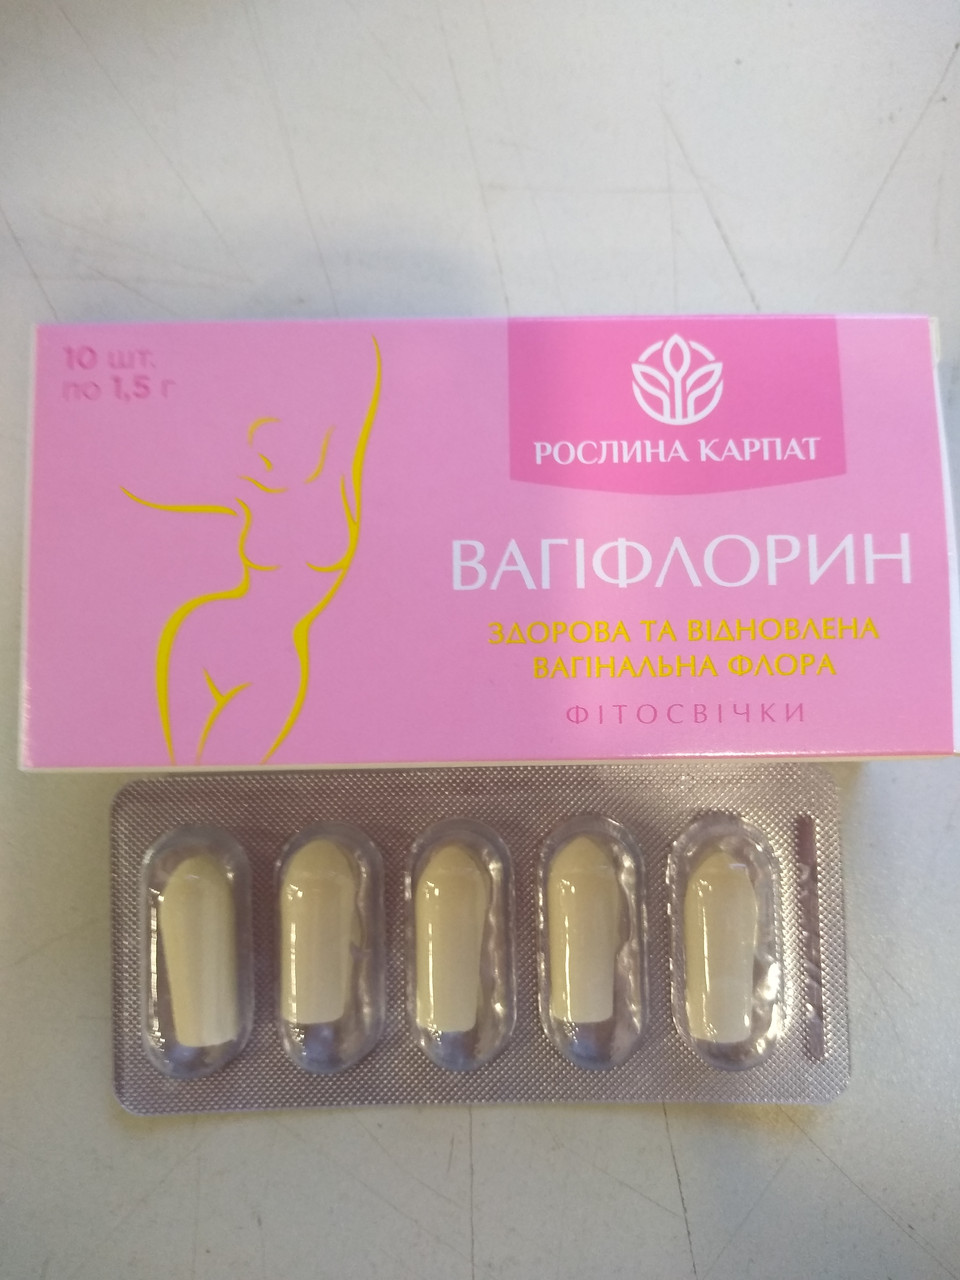 10 шт.
по 1,5 г
РОСЛИНА КАРПАТ
ВАГІФЛОРИН
ЗДОРОВА ТА ВІДНОВЛЕНА
ВАГІНАЛЬНА ФЛОРА
ФІТОСВІЧКИ